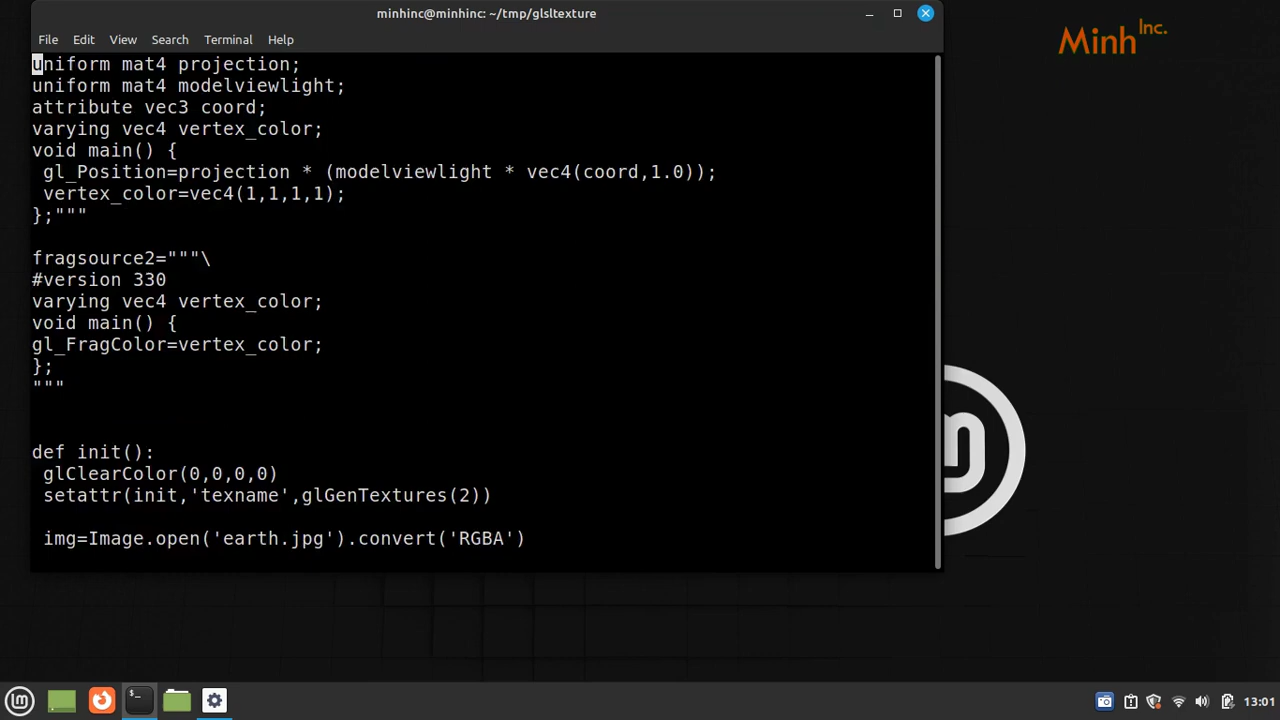 minhinc@minhinc: ~/tmp/glsltexture
File Edit View Search Terminal Help
Minh Inc.
uniform mat4 projection;
uniform mat4 modelviewlight;
attribute vec3 coord;
varying vec4 vertex_color;
void main() {
 gl_Position=projection * (modelviewlight * vec4(coord,1.0));
 vertex_color=vec4(1,1,1,1);
};"""

fragsource2="""\
#version 330
varying vec4 vertex_color;
void main() {
gl_FragColor=vertex_color;
};
"""

def init():
 glClearColor(0,0,0,0)
 setattr(init,'texname',glGenTextures(2))

 img=Image.open('earth.jpg').convert('RGBA')
13:01